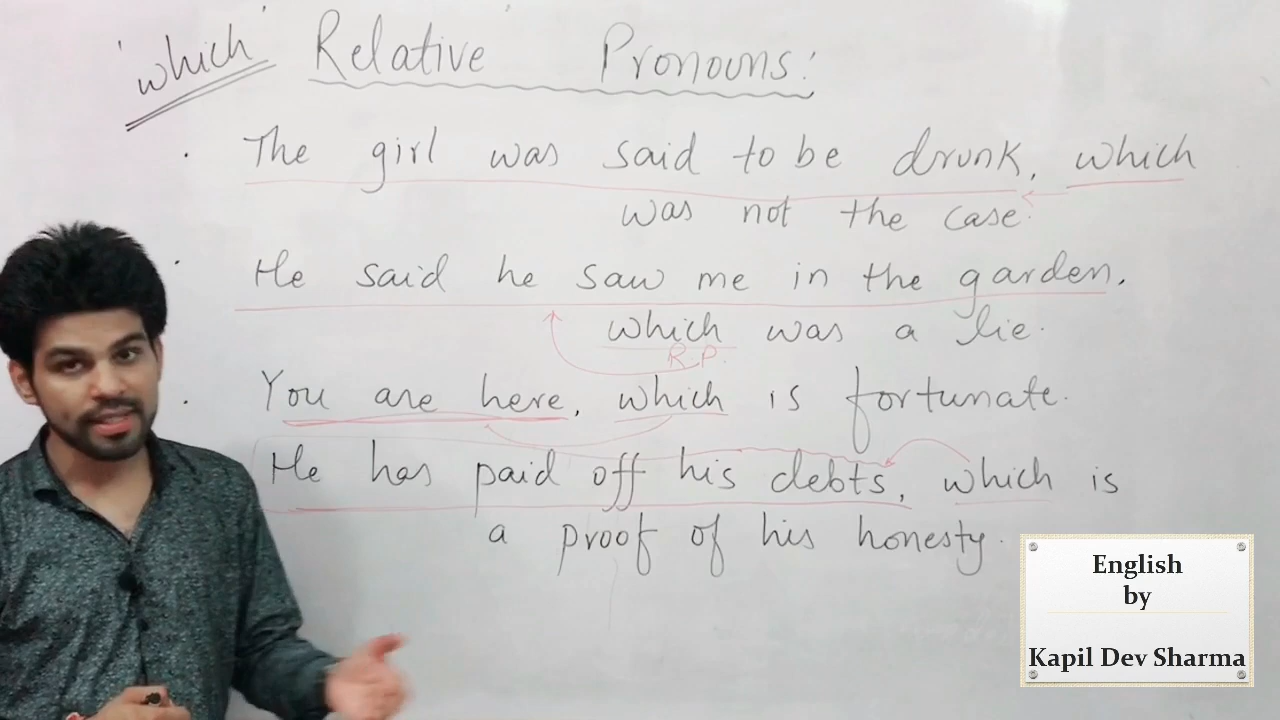 'which' Relative Pronouns:
. The girl was said to be drunk, which
was not the case.
. He said he saw me in the garden.
which was a lie.
R.P.
. You are here, which is fortunate.
He has paid off his debts, which is
a proof of his honesty.
English
by
Kapil Dev Sharma